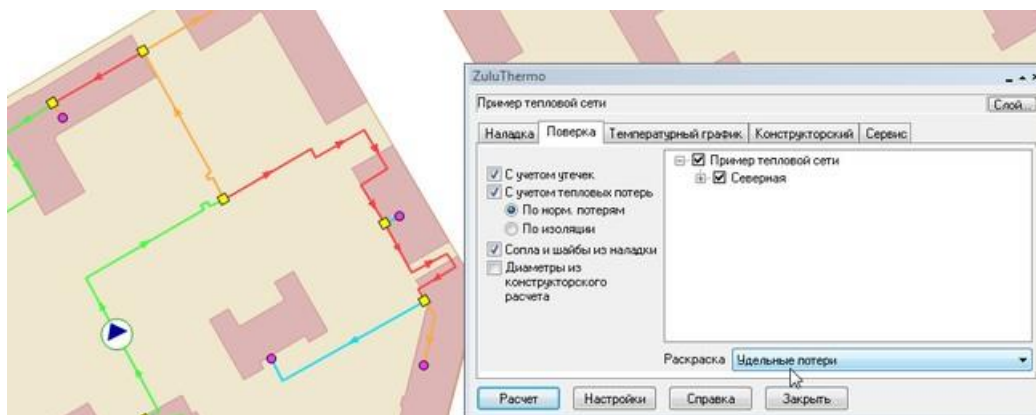 ZuluThermo
Пример тепловой сети
Слой...
Наладка Поверка Температурный график Конструкторский Сервис
С учетом утечек
С учетом тепловых потерь
По норм. потерям
По изоляции
Сопла и шайбы из наладки
Диаметры из
конструкторского
расчета
Пример тепловой сети
Северная
Раскраска Удельные потери
Расчет Настройки Справка Закрыть